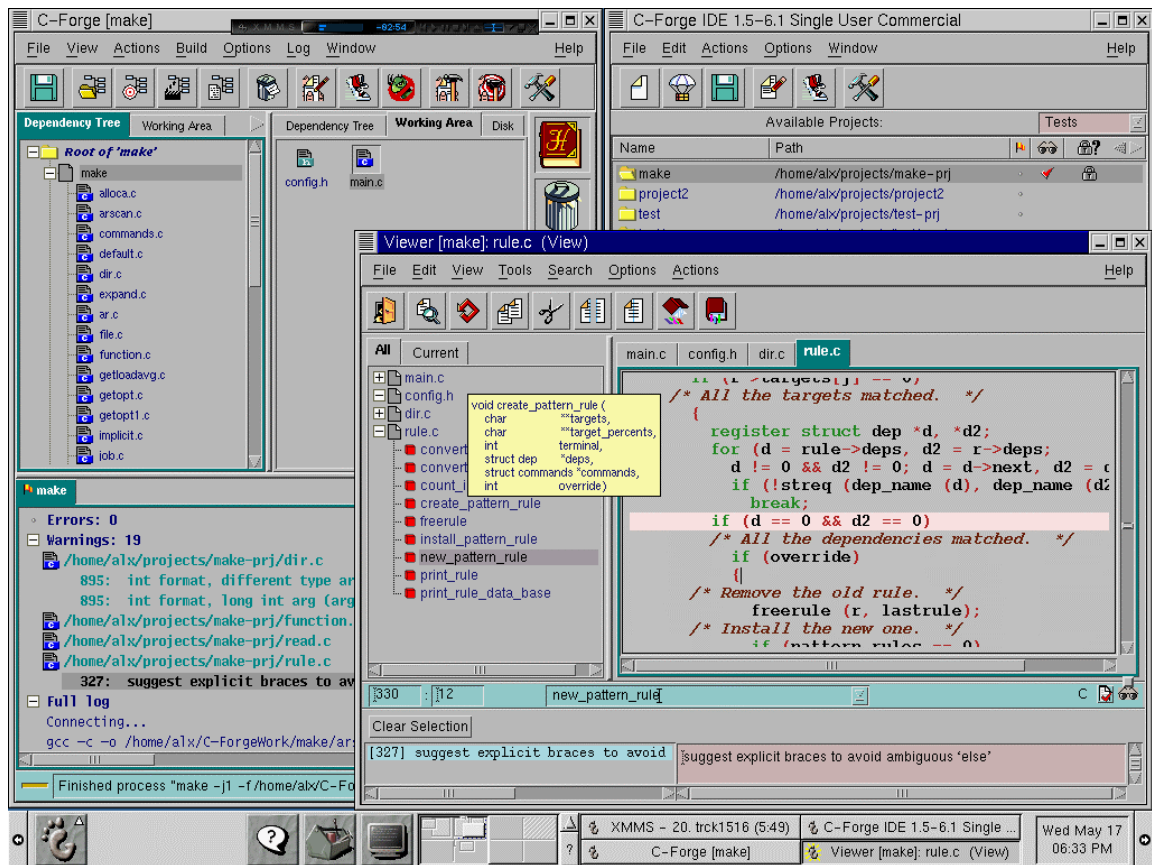 C-Forge [make]
XMMS
-82:54
File View Actions Build Options Log Window Help
Dependency Tree
Working Area
Root of 'make'
make
alloca.c
arscan.c
commands.c
default.c
dir.c
expand.c
ar.c
file.c
function.c
getloadavg.c
getopt.c
getopt1.c
implicit.c
job.c
Dependency Tree
Working Area
Disk
config.h
main.c
make
Errors: 0
Warnings: 19
/home/alx/projects/make-prj/dir.c
895: int format, different type ar
895: int format, long int arg (arg
/home/alx/projects/make-prj/function.
/home/alx/projects/make-prj/read.c
/home/alx/projects/make-prj/rule.c
327: suggest explicit braces to av
Full log
Connecting...
gcc -c -o /home/alx/C-ForgeWork/make/ar
Finished process "make -j1 -f/home/alx/C-Fo
C-Forge IDE 1.5-6.1 Single User Commercial
File Edit Actions Options Window Help
Available Projects:
Tests
Name Path
make /home/alx/projects/make-prj
project2 /home/alx/projects/project2
test /home/alx/projects/test-prj
Viewer [make]: rule.c (View)
File Edit View Tools Search Options Actions Help
All
Current
main.c
config.h
dir.c
rule.c
convert
convert
count_i
create_pattern_rule
freerule
install_pattern_rule
new_pattern_rule
print_rule
print_rule_data_base
void create_pattern_rule (
char **targets,
char **target_percents,
int terminal,
struct dep *deps,
struct commands *commands,
int override)
main.c
config.h
dir.c
rule.c
if (r->targets[j] == 0)
/* All the targets matched. */
{
register struct dep *d, *d2;
for (d = rule->deps, d2 = r->deps;
d != 0 && d2 != 0; d = d->next, d2 = d
if (!streq (dep_name (d), dep_name (d2
break;
if (d == 0 && d2 == 0)
/* All the dependencies matched. */
if (override)
{
/* Remove the old rule. */
freerule (r, lastrule);
/* Install the new one. */
if (pattern_rules == 0)
330 : 12
new_pattern_rule
C
Clear Selection
[327] suggest explicit braces to avoid
suggest explicit braces to avoid ambiguous 'else'
XMMS - 20. trck1516 (5:49)
C-Forge IDE 1.5-6.1 Single ...
C-Forge [make]
Viewer [make]: rule.c (View)
Wed May 17
06:33 PM